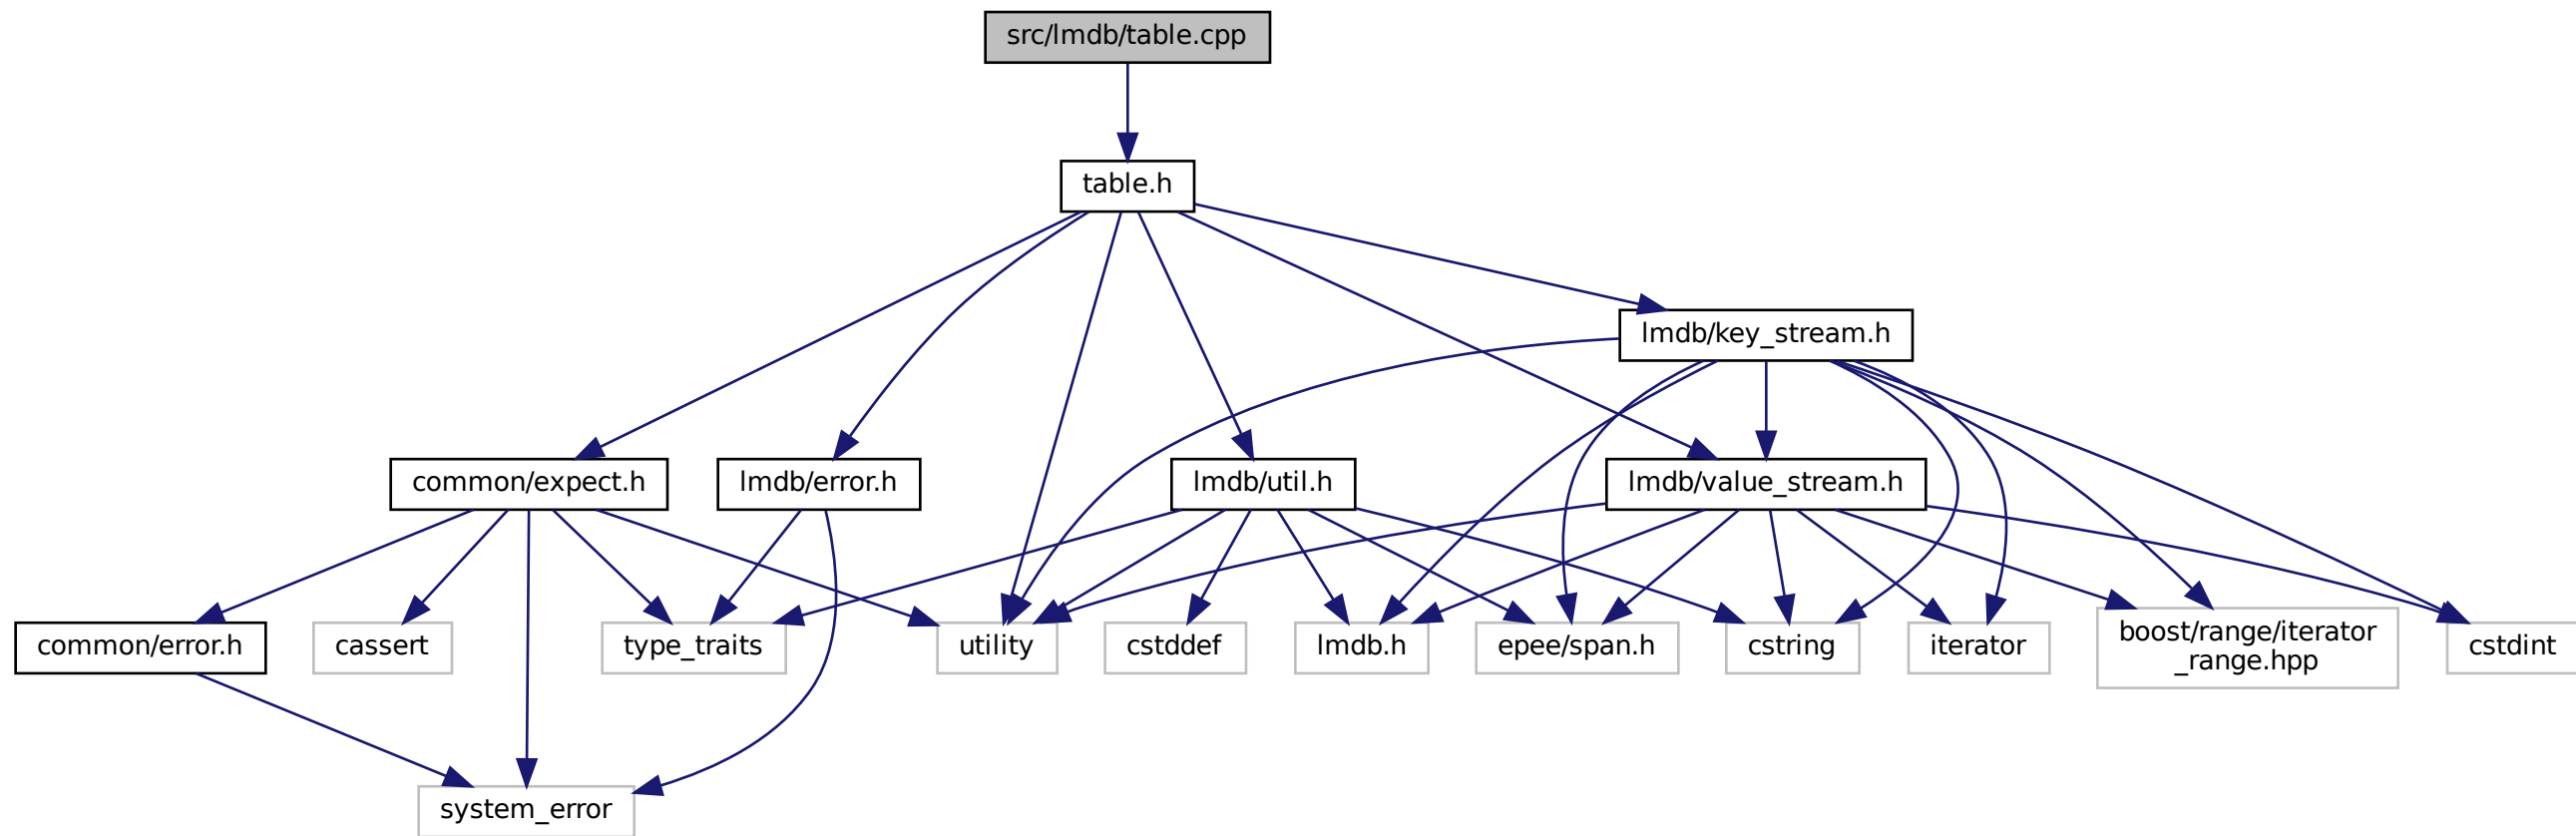 src/lmdb/table.cpp
table.h
lmdb/key_stream.h
common/expect.h
lmdb/error.h
lmdb/util.h
lmdb/value_stream.h
common/error.h
cassert
type_traits
utility
cstddef
lmdb.h
epee/span.h
cstring
iterator
boost/range/iterator
_range.hpp
cstdint
system_error